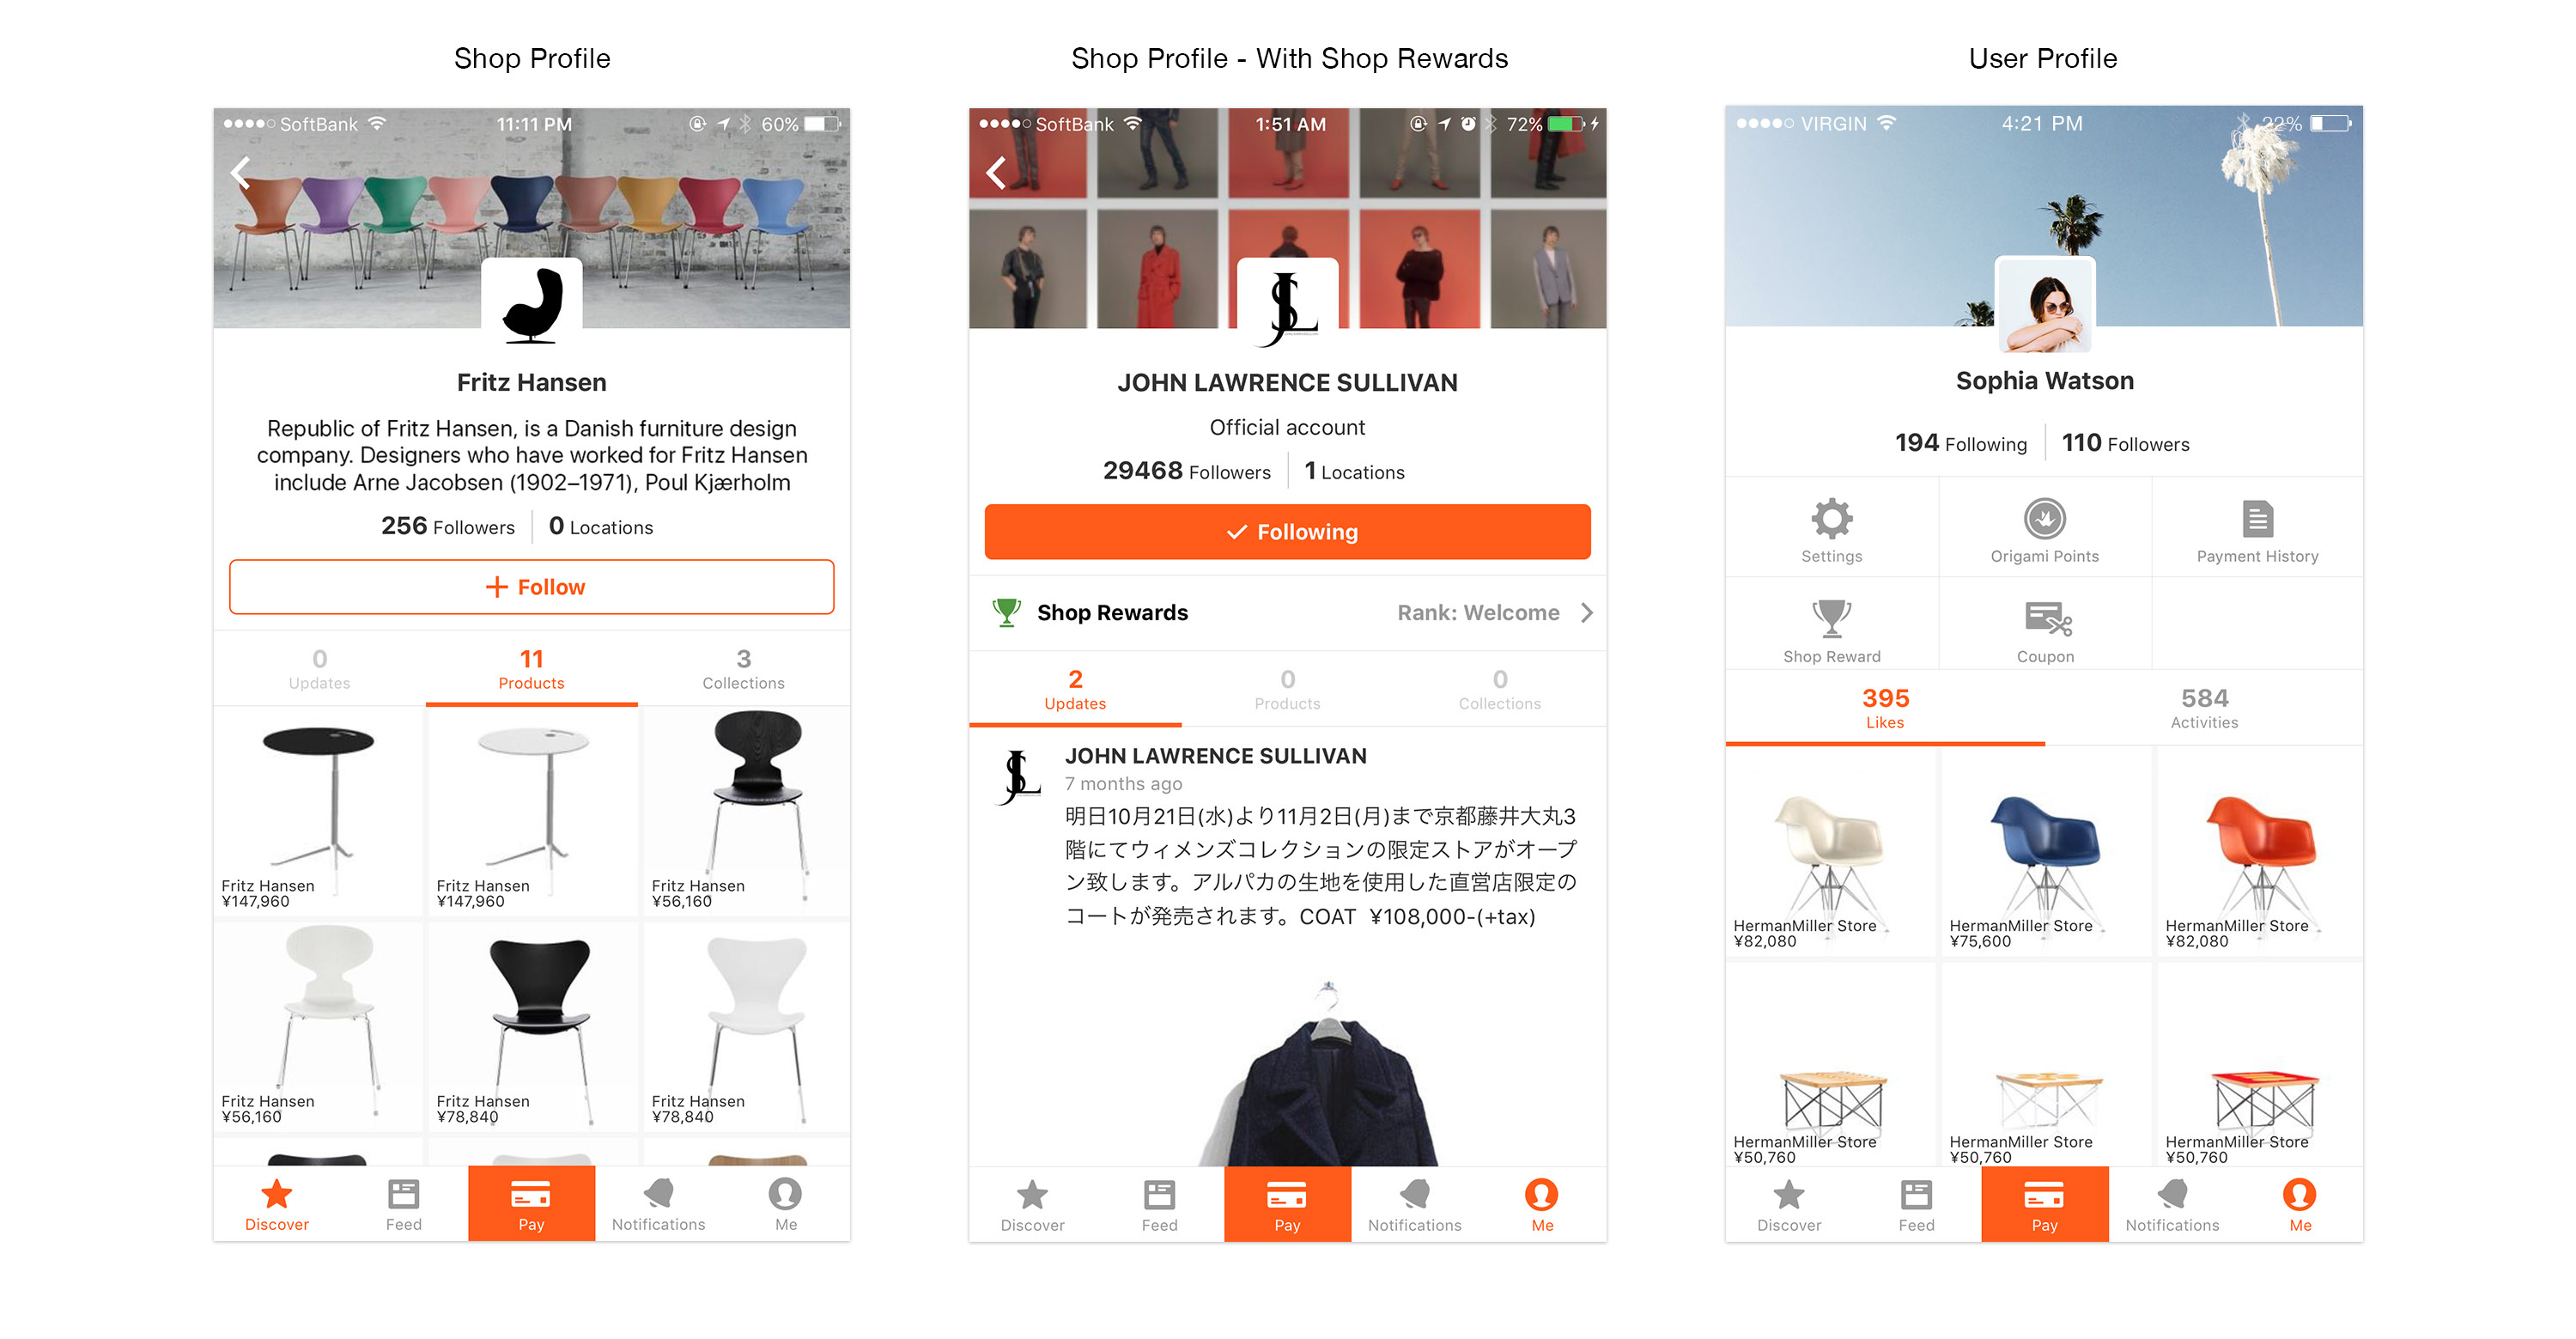 Shop Profile
SoftBank 11:11 PM 60%
Fritz Hansen
Republic of Fritz Hansen, is a Danish furniture design
company. Designers who have worked for Fritz Hansen
include Arne Jacobsen (1902–1971), Poul Kjærholm
256 Followers 0 Locations
+ Follow
0 11 3
Updates Products Collections
Fritz Hansen Fritz Hansen Fritz Hansen
¥147,960 ¥147,960 ¥56,160
Fritz Hansen Fritz Hansen Fritz Hansen
¥56,160 ¥78,840 ¥78,840
Discover Feed Pay Notifications Me
Shop Profile - With Shop Rewards
SoftBank 1:51 AM 72%
JSL
JOHN LAWRENCE SULLIVAN
Official account
29468 Followers 1 Locations
Following
Shop Rewards Rank: Welcome
2 0 0
Updates Products Collections
JSL
JOHN LAWRENCE SULLIVAN
7 months ago
明日10月21日(水)より11月2日(月)まで京都藤井大丸3
階にてウィメンズコレクションの限定ストアがオープ
ン致します。アルパカの生地を使用した直営店限定の
コートが発売されます。COAT ¥108,000-(+tax)
Discover Feed Pay Notifications Me
User Profile
VIRGIN 4:21 PM 22%
Sophia Watson
194 Following 110 Followers
Settings Origami Points Payment History
Shop Reward Coupon
395 584
Likes Activities
HermanMiller Store HermanMiller Store HermanMiller Store
¥82,080 ¥75,600 ¥82,080
HermanMiller Store HermanMiller Store HermanMiller Store
¥50,760 ¥50,760 ¥50,760
Discover Feed Pay Notifications Me